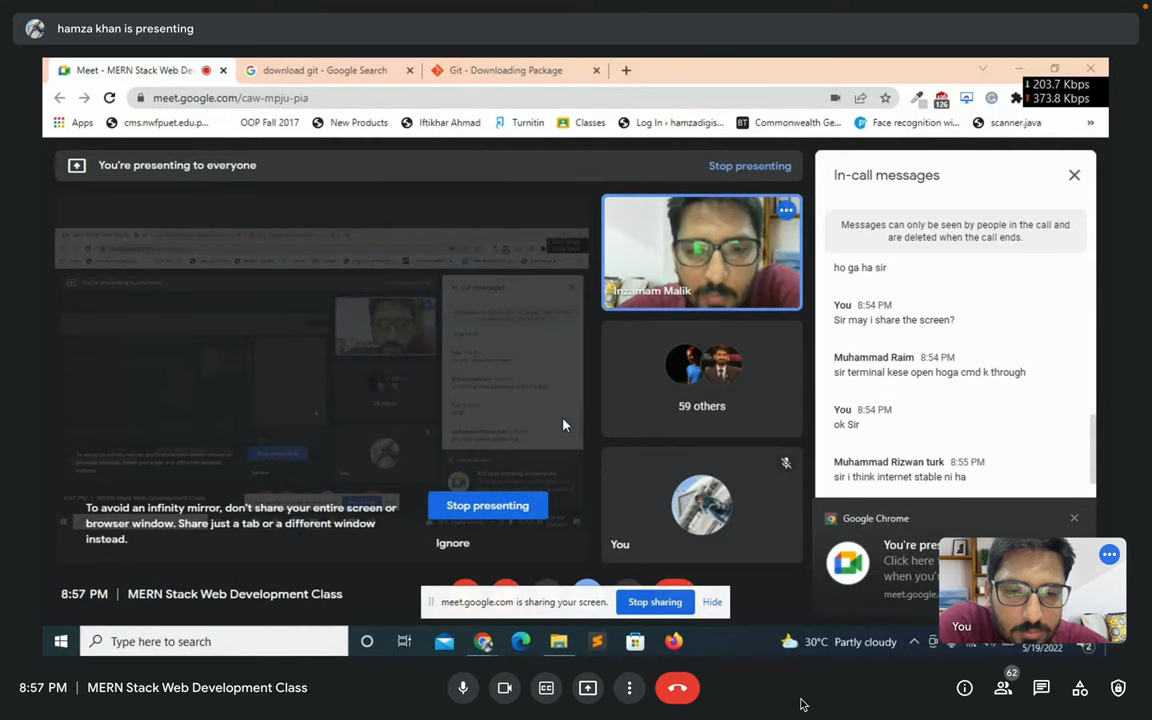 hamza khan is presenting
Meet - MERN Stack Web De
download git - Google Search
Git - Downloading Package
203.7 Kbps
373.8 Kbps
meet.google.com/caw-mpju-pia
126
Apps
cms.nwfpuet.edu.p...
OOP Fall 2017
New Products
Iftikhar Ahmad
Turnitin
Classes
Log In ‹ hamzadigis...
BT
Commonwealth Ge...
Face recognition wi...
scanner.java
»
You're presenting to everyone
Stop presenting
Inzamam Malik
59 others
You
To avoid an infinity mirror, don't share your entire screen or
browser window. Share just a tab or a different window
instead.
Stop presenting
Ignore
In-call messages
Messages can only be seen by people in the call and
are deleted when the call ends.
ho ga ha sir
You 8:54 PM
Sir may i share the screen?
Muhammad Raim 8:54 PM
sir terminal kese open hoga cmd k through
You 8:54 PM
ok Sir
Muhammad Rizwan turk 8:55 PM
sir i think internet stable ni ha
Google Chrome
You're pre
Click here
when you'
meet.google.
You
8:57 PM | MERN Stack Web Development Class
meet.google.com is sharing your screen.
Stop sharing
Hide
Type here to search
30°C Partly cloudy
5/19/2022
2
8:57 PM | MERN Stack Web Development Class
62